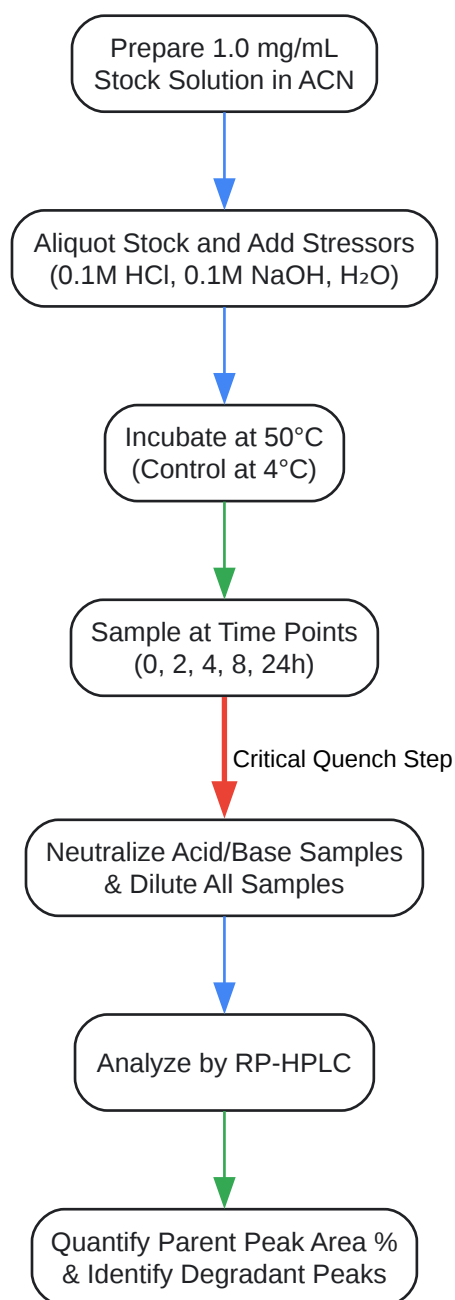 Prepare 1.0 mg/mL
Stock Solution in ACN
Aliquot Stock and Add Stressors
(0.1M HCl, 0.1M NaOH, H₂O)
Incubate at 50°C
(Control at 4°C)
Sample at Time Points
(0, 2, 4, 8, 24h)
Critical Quench Step
Neutralize Acid/Base Samples
& Dilute All Samples
Analyze by RP-HPLC
Quantify Parent Peak Area %
& Identify Degradant Peaks